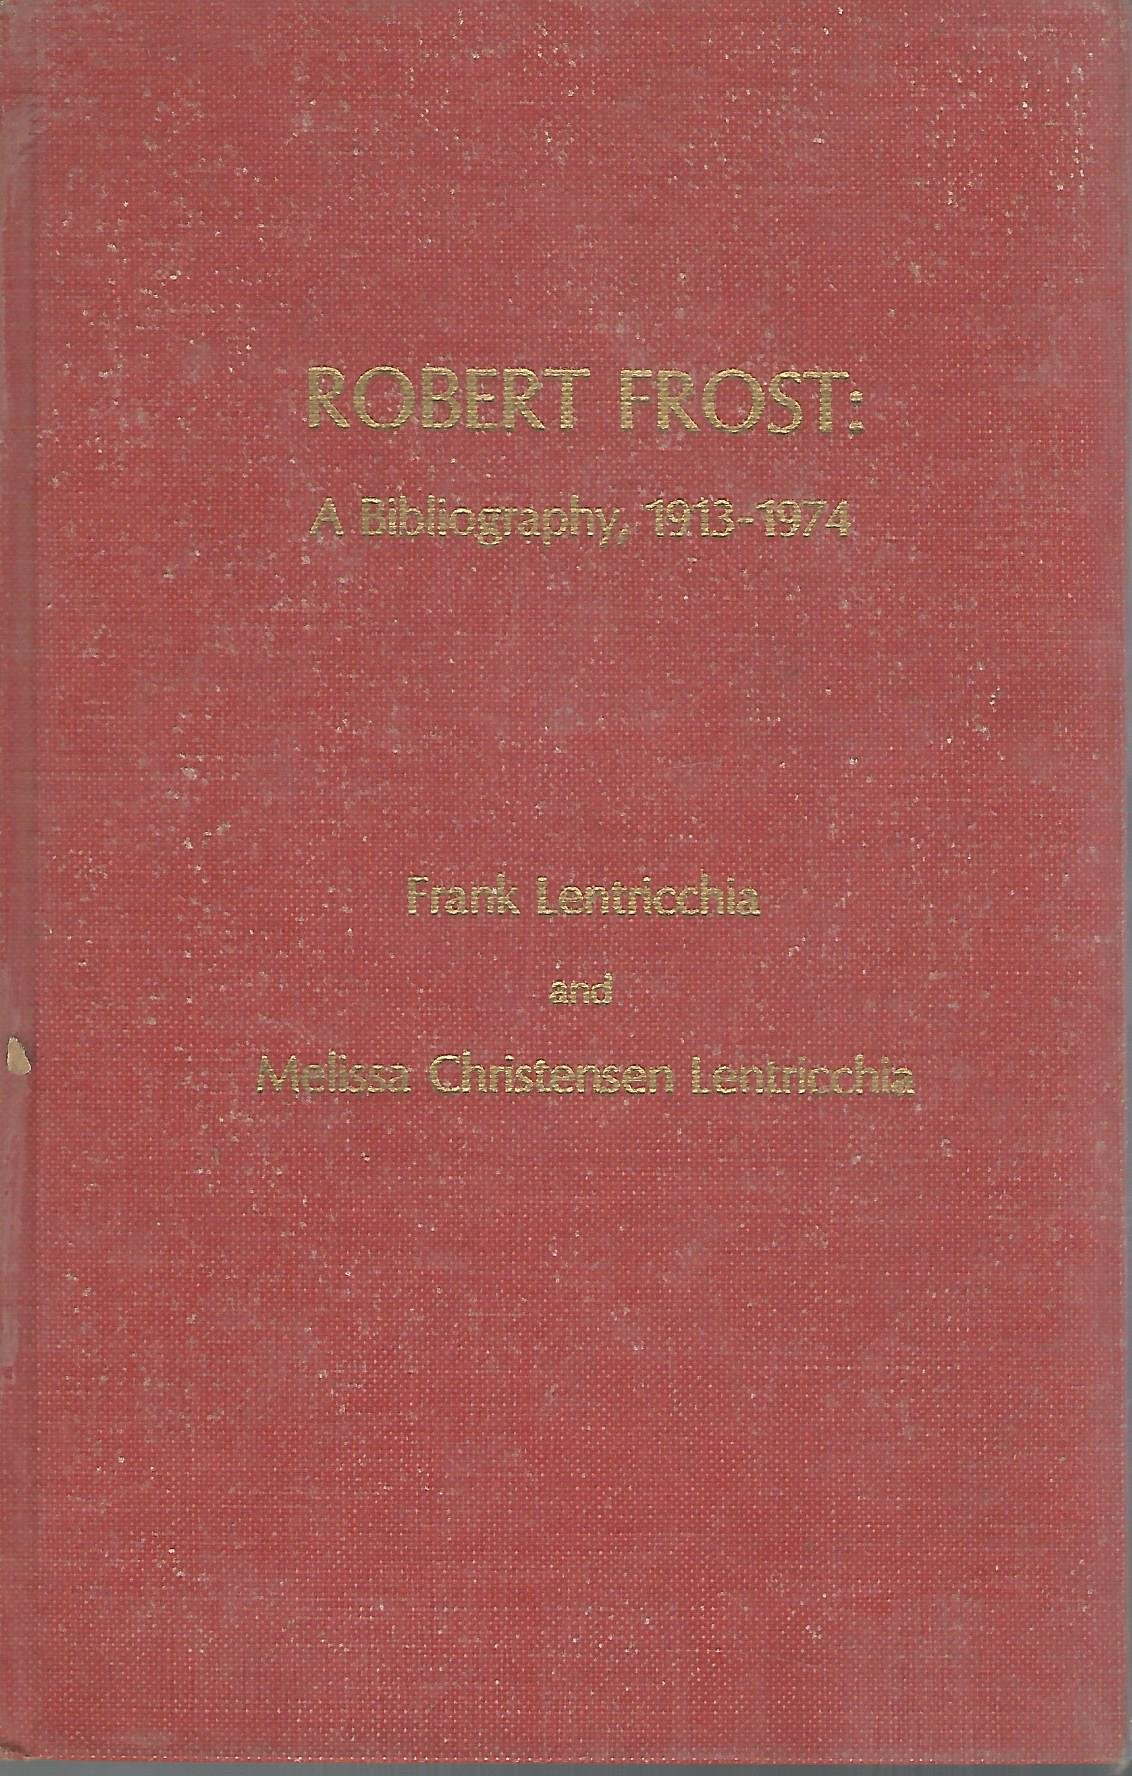 ROBERT FROST:
A Bibliography, 1913-1974
Frank Lentricchia
and
Melissa Christensen Lentricchia